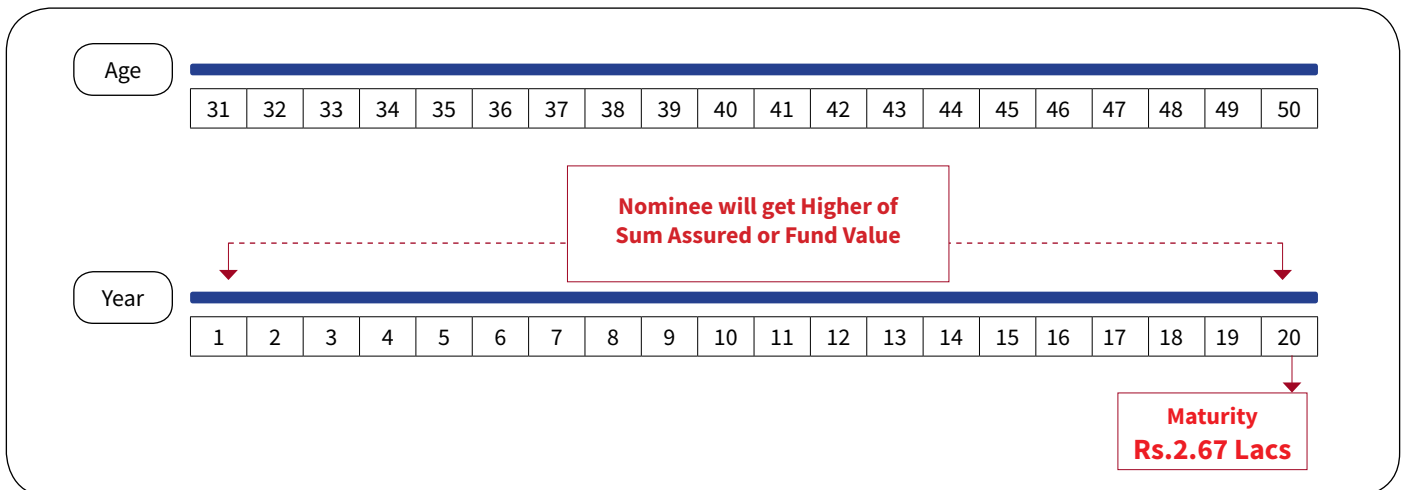 Age
31 32 33 34 35 36 37 38 39 40 41 42 43 44 45 46 47 48 49 50
Nominee will get Higher of
Sum Assured or Fund Value
Year
1 2 3 4 5 6 7 8 9 10 11 12 13 14 15 16 17 18 19 20
Maturity
Rs.2.67 Lacs